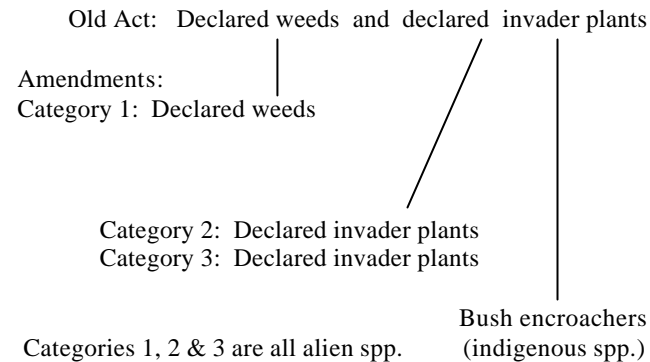 Old Act: Declared weeds and declared invader plants
Amendments:
Category 1: Declared weeds
Category 2: Declared invader plants
Category 3: Declared invader plants
Bush encroachers
Categories 1, 2 & 3 are all alien spp. (indigenous spp.)